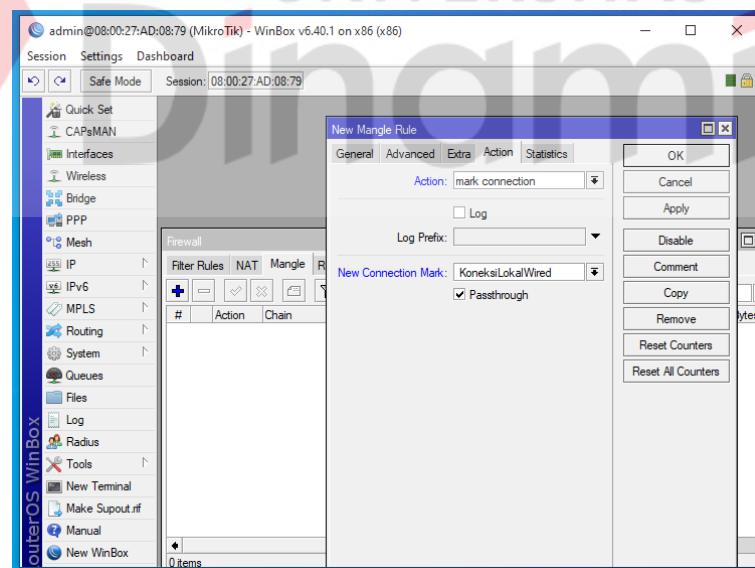 admin@08:00:27:AD:08:79 (MikroTik) - WinBox v6.40.1 on x86 (x86)
Session Settings Dashboard
Safe Mode Session: 08:00:27:AD:08:79
Quick Set
CAPsMAN
Interfaces
Wireless
Bridge
PPP
Mesh
IP
IPv6
MPLS
Routing
System
Queues
Files
Log
Radius
Tools
New Terminal
Make Supout.rif
Manual
New WinBox
outerOS WinBox
Firewall
Filter Rules NAT Mangle R
# Action Chain
0 items
New Mangle Rule
General Advanced Extra Action Statistics
Action: mark connection
Log
Log Prefix:
New Connection Mark: KoneksiLokalWired
Passthrough
OK
Cancel
Apply
Disable
Comment
Copy
Remove
Reset Counters
Reset All Counters
Dinam